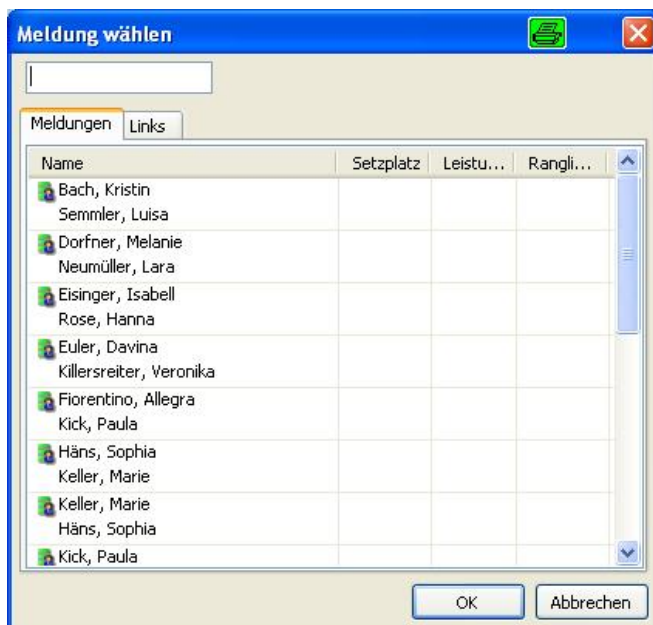 Meldung wählen
Meldungen Links
Name Setzplatz Leistu... Rangli...
Bach, Kristin
Semmler, Luisa
Dorfner, Melanie
Neumüller, Lara
Eisinger, Isabell
Rose, Hanna
Euler, Davina
Killersreiter, Veronika
Fiorentino, Allegra
Kick, Paula
Häns, Sophia
Keller, Marie
Keller, Marie
Häns, Sophia
Kick, Paula
OK Abbrechen